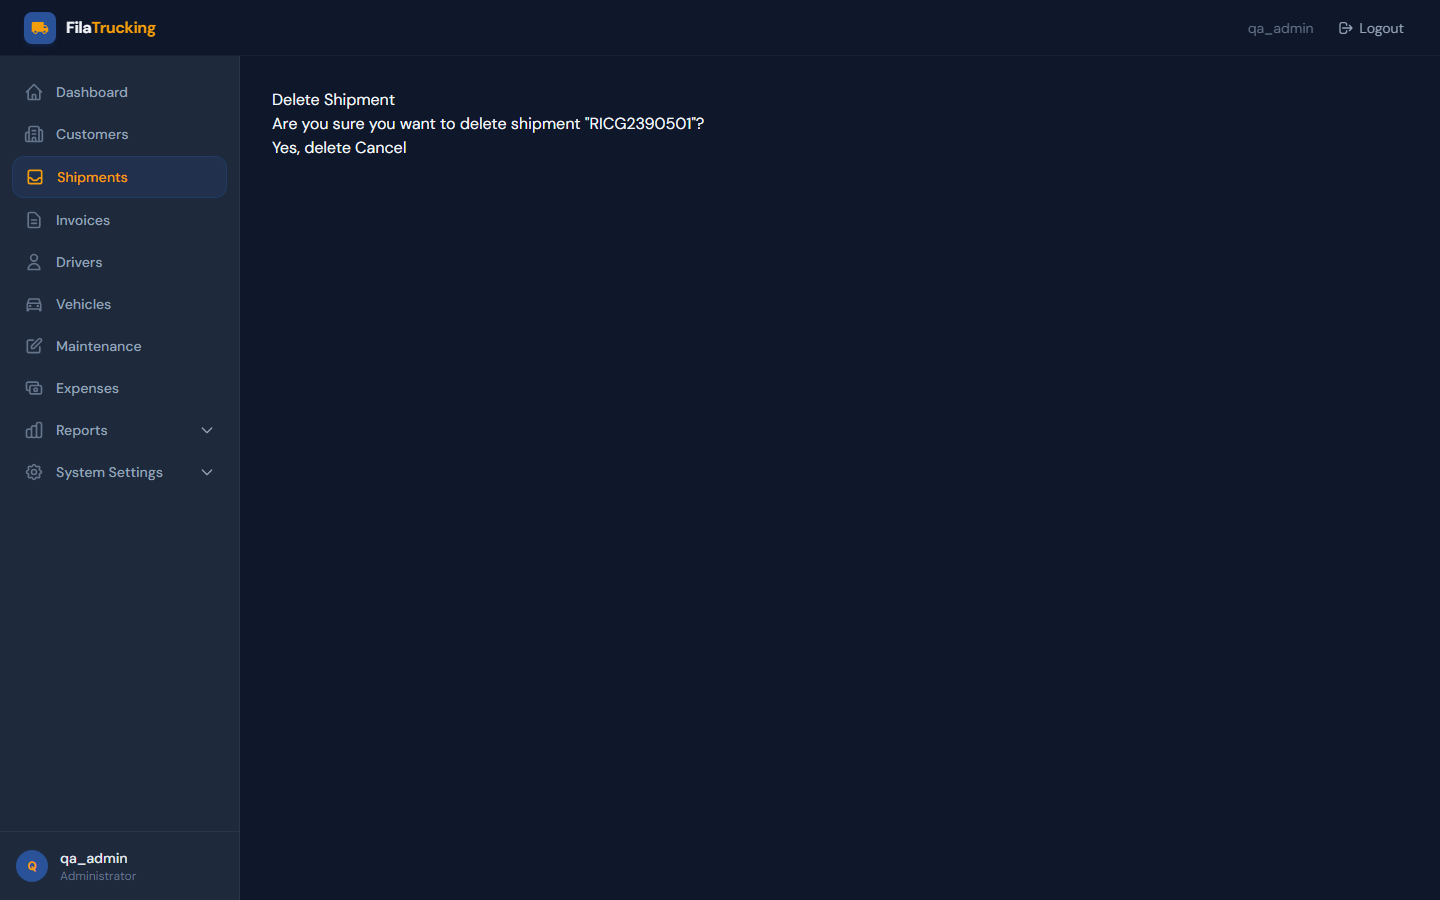 FilaTrucking
qa_admin
Logout
Dashboard
Customers
Shipments
Invoices
Drivers
Vehicles
Maintenance
Expenses
Reports
System Settings
Delete Shipment
Are you sure you want to delete shipment "RICG2390501"?
Yes, delete Cancel
Q
qa_admin
Administrator